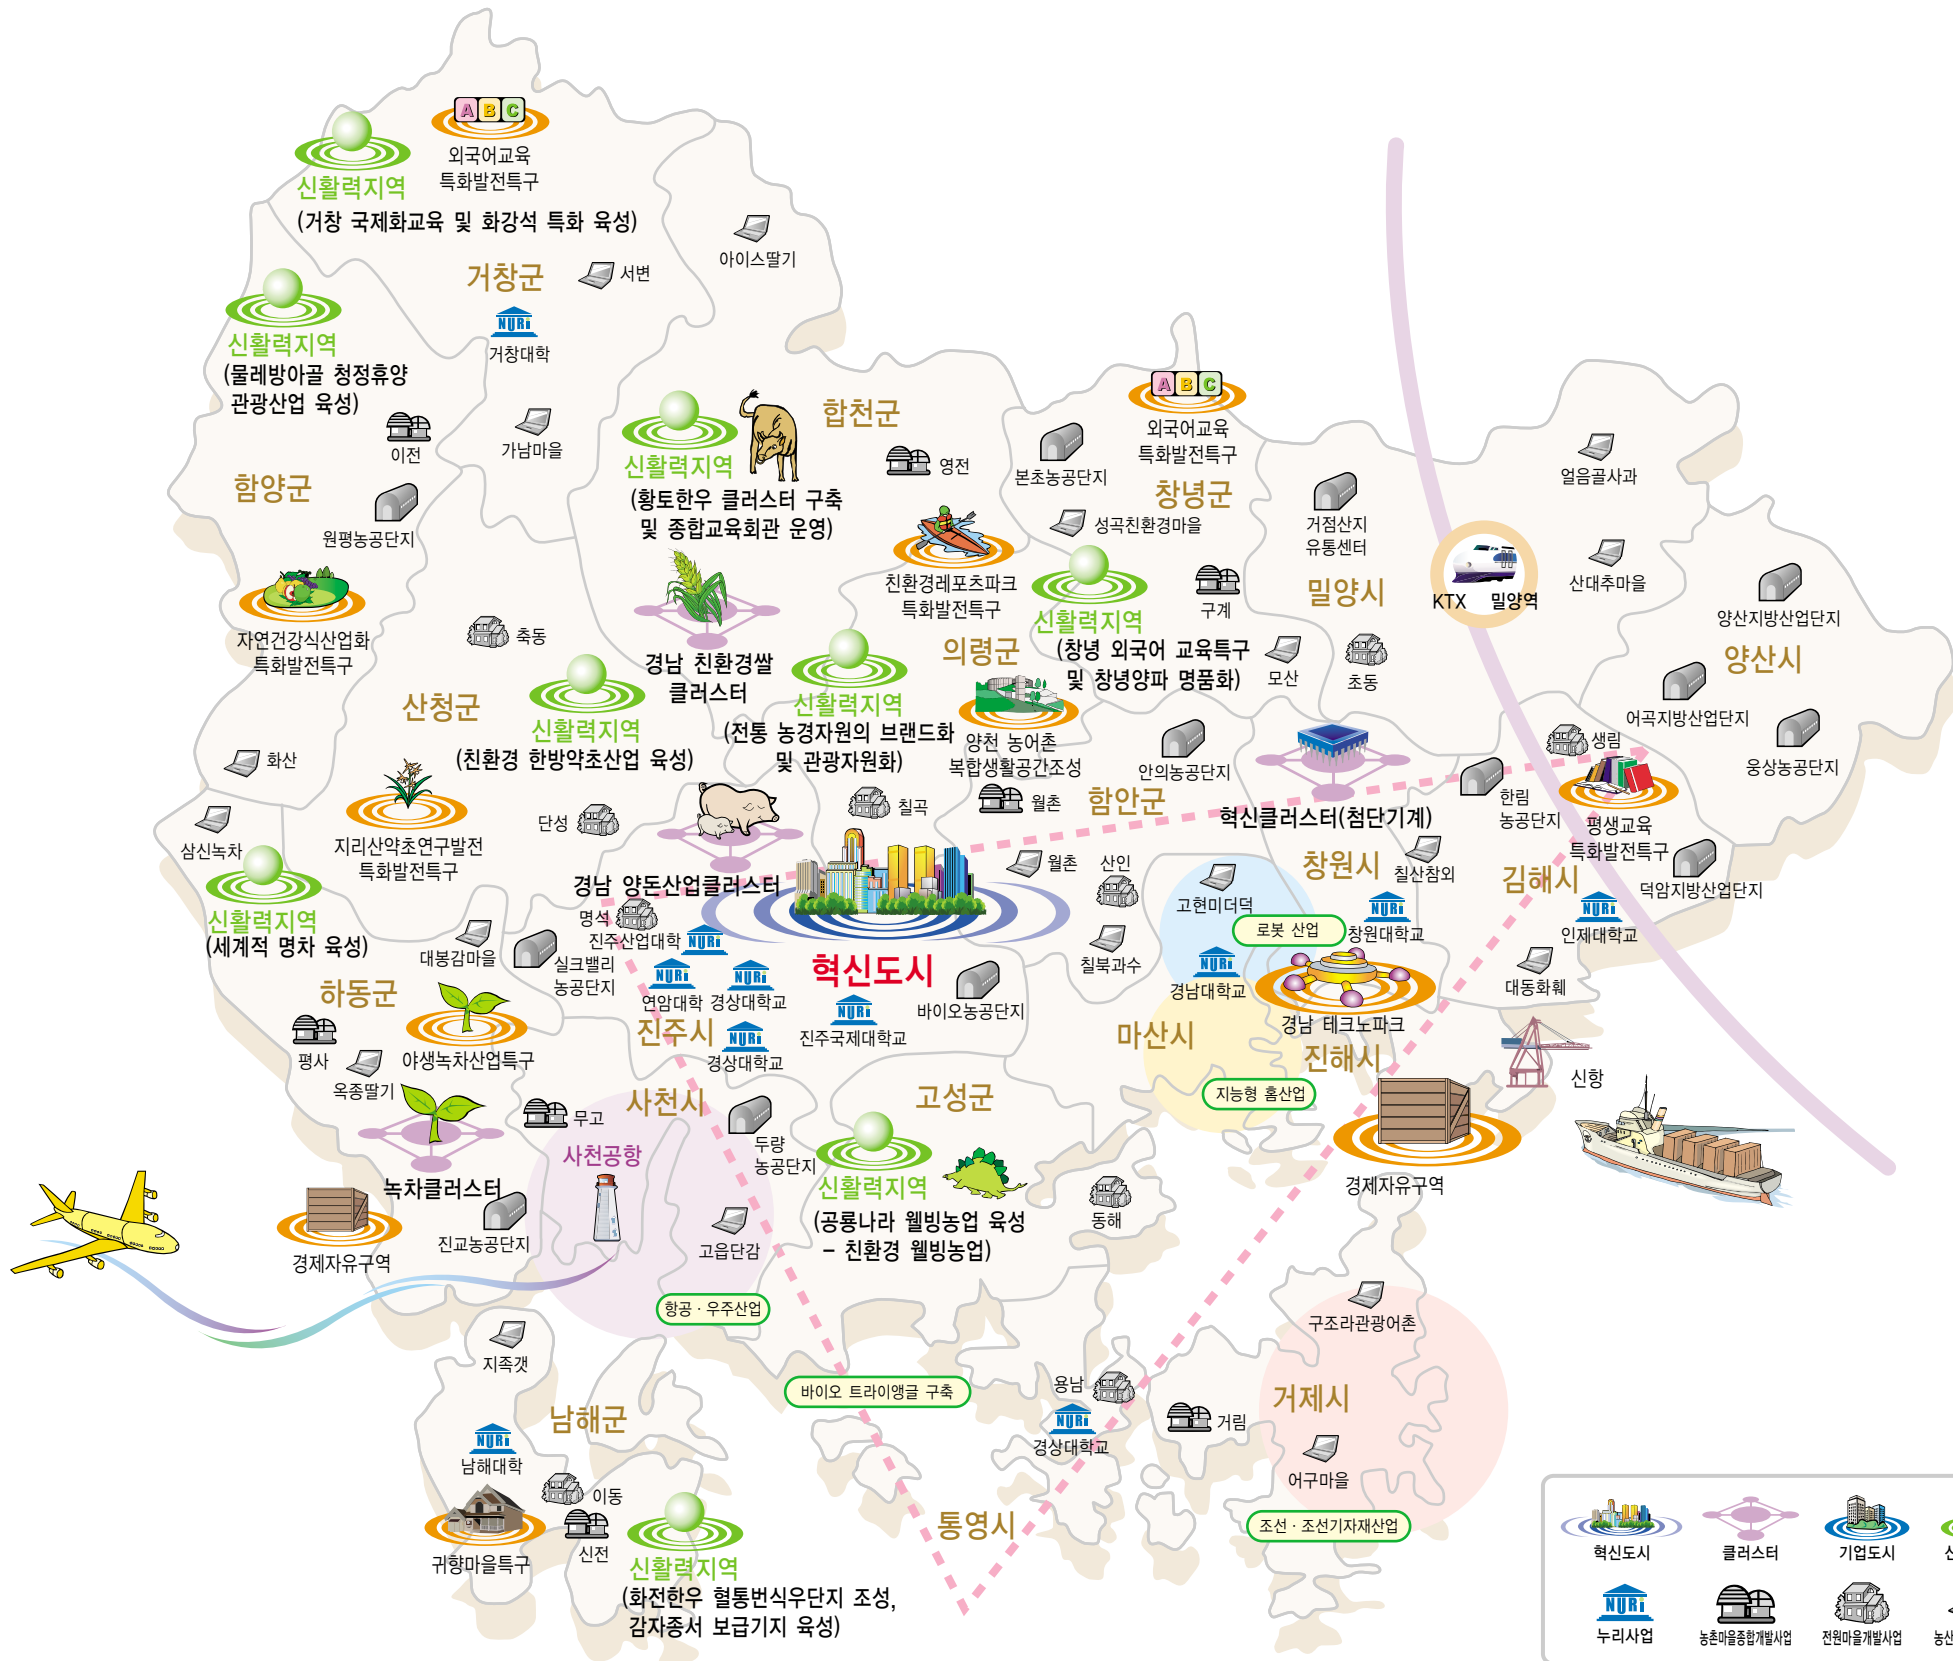 A B C
외국어교육
특화발전특구
신활력지역
(거창 국제화교육 및 화강석 특화 육성)
아이스딸기
거창군
서변
NURi
거창대학
신활력지역
(물레방아골 청정휴양
관광산업 육성)
이전
가남마을
함양군
원평농공단지
자연건강식산업화
특화발전특구
합천군
신활력지역
(황토한우 클러스터 구축
및 종합교육회관 운영)
영전
본초농공단지
A B C
외국어교육
특화발전특구
창녕군
성곡친환경마을
거점산지
유통센터
얼음골사과
친환경레포츠파크
특화발전특구
신활력지역
(창녕 외국어 교육특구
및 창녕양파 명품화)
구계
밀양시
KTX 밀양역
산대추마을
양산지방산업단지
모산
초동
양산시
축동
경남 친환경쌀
클러스터
의령군
산청군
신활력지역
(친환경 한방약초산업 육성)
신활력지역
(전통 농경자원의 브랜드화
및 관광자원화)
양천 농어촌
복합생활공간조성
안의농공단지
어곡지방산업단지
생림
웅상농공단지
화산
지리산약초연구발전
특화발전특구
단성
칠곡
월촌
함안군
혁신클러스터(첨단기계)
한림
농공단지
평생교육
특화발전특구
삼신녹차
신활력지역
(세계적 명차 육성)
경남 양돈산업클러스터
월촌
산인
고현미더덕
창원시
칠산참외
김해시
덕암지방산업단지
명석
진주산업대학
NURi
대봉감마을
실크밸리
농공단지
NURi
연암대학
NURi
경상대학교
혁신도시
칠북과수
로봇 산업
NURi
창원대학교
NURi
인제대학교
NURi
경남대학교
대동화훼
하동군
진주시
NURi
경상대학교
NURi
진주국제대학교
바이오농공단지
마산시
경남 테크노파크
진해시
평사
옥종딸기
야생녹차산업특구
신항
사천시
무고
고성군
지능형 홈산업
사천공항
두량
농공단지
신활력지역
(공룡나라 웰빙농업 육성
– 친환경 웰빙농업)
동해
경제자유구역
녹차클러스터
경제자유구역
진교농공단지
고읍단감
항공 · 우주산업
구조라관광어촌
지족갯
바이오 트라이앵글 구축
용남
NURi
경상대학교
거림
거제시
남해군
NURi
남해대학
어구마을
이동
신전
귀향마을특구
신활력지역
(화전한우 혈통번식우단지 조성,
감자종서 보급기지 육성)
통영시
조선 · 조선기자재산업
혁신도시
클러스터
기업도시
NURi
누리사업
농촌마을종합개발사업
전원마을개발사업
농산